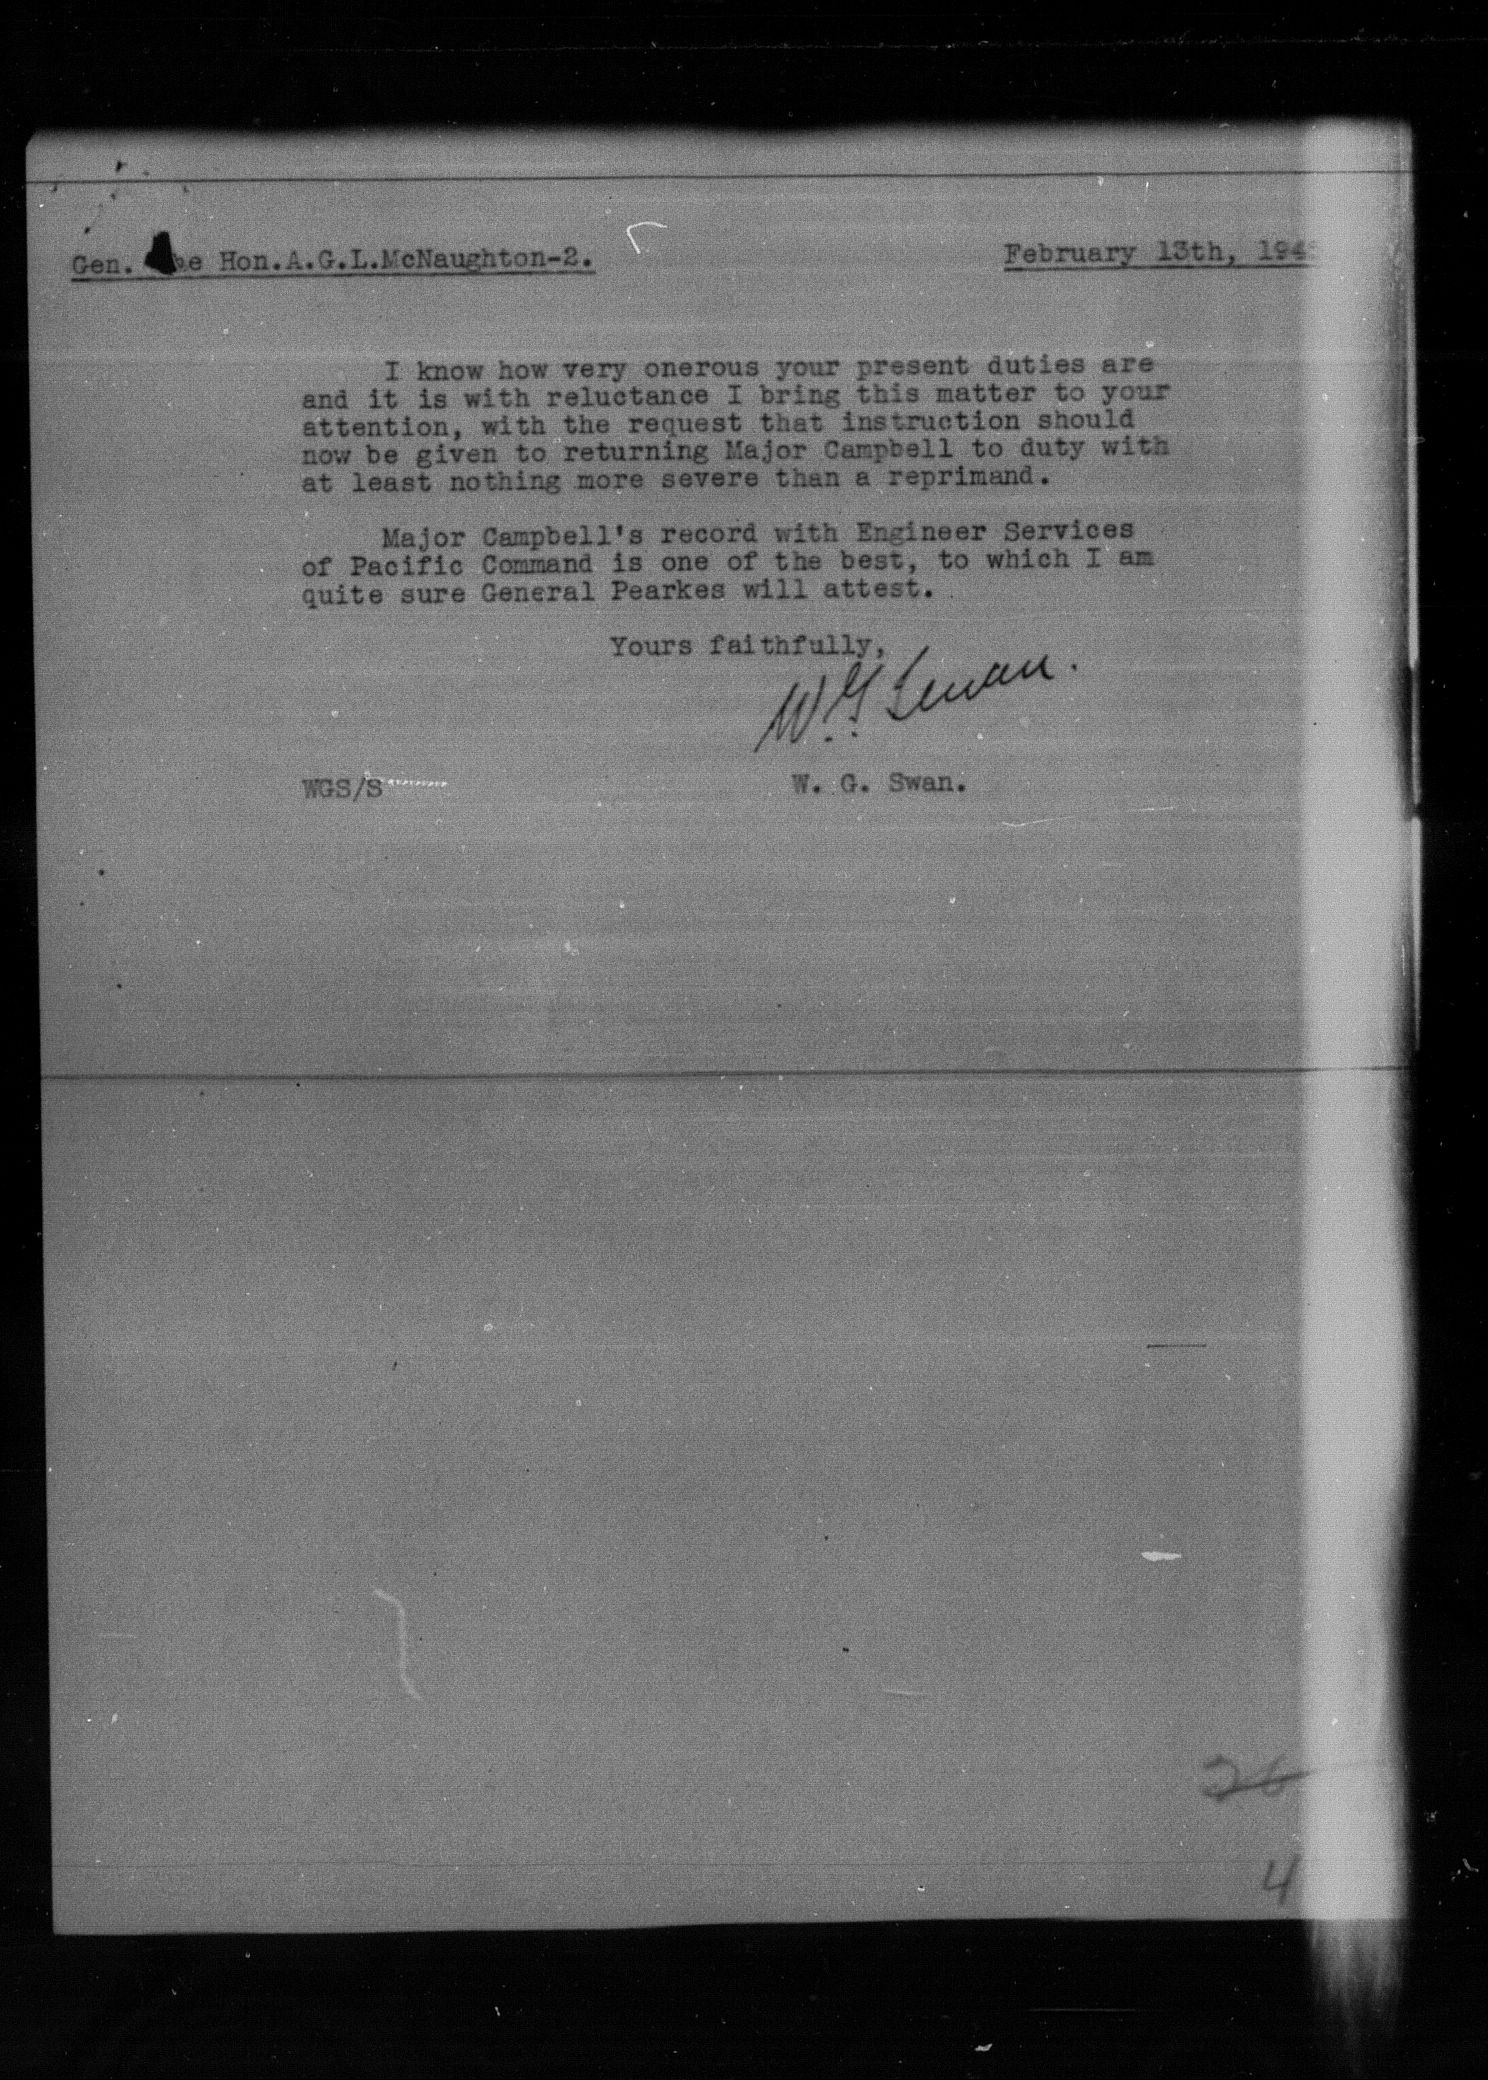 Gen. the Hon.A.G.L.McNaughton-2. February 13th, 194
I know how very onerous your present duties are
and it is with reluctance I bring this matter to your
attention, with the request that instruction should
now be given to returning Major Campbell to duty with
at least nothing more severe than a reprimand.
Major Campbell's record with Engineer Services
of Pacific Command is one of the best, to which I am
quite sure General Pearkes will attest.
Yours faithfully,
W. G. Swan.
WGS/S W. G. Swan.
26
4